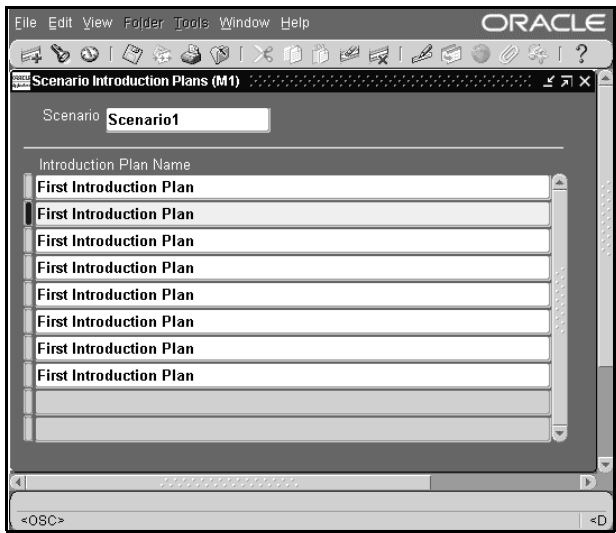 File Edit View Folder Tools Window Help
ORACLE
?
Scenario Introduction Plans (M1)
Scenario Scenario1
Introduction Plan Name
First Introduction Plan
First Introduction Plan
First Introduction Plan
First Introduction Plan
First Introduction Plan
First Introduction Plan
First Introduction Plan
First Introduction Plan
<OSC> <D